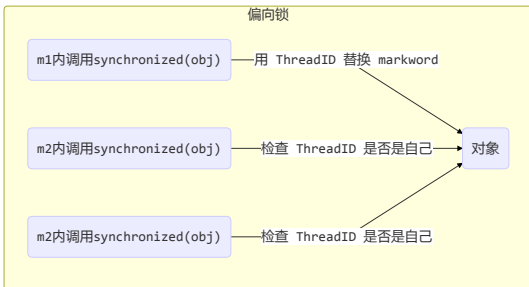 偏向锁
m1内调用synchronized(obj)
用 ThreadID 替换 markword
m2内调用synchronized(obj)
检查 ThreadID 是否是自己
对象
m2内调用synchronized(obj)
检查 ThreadID 是否是自己